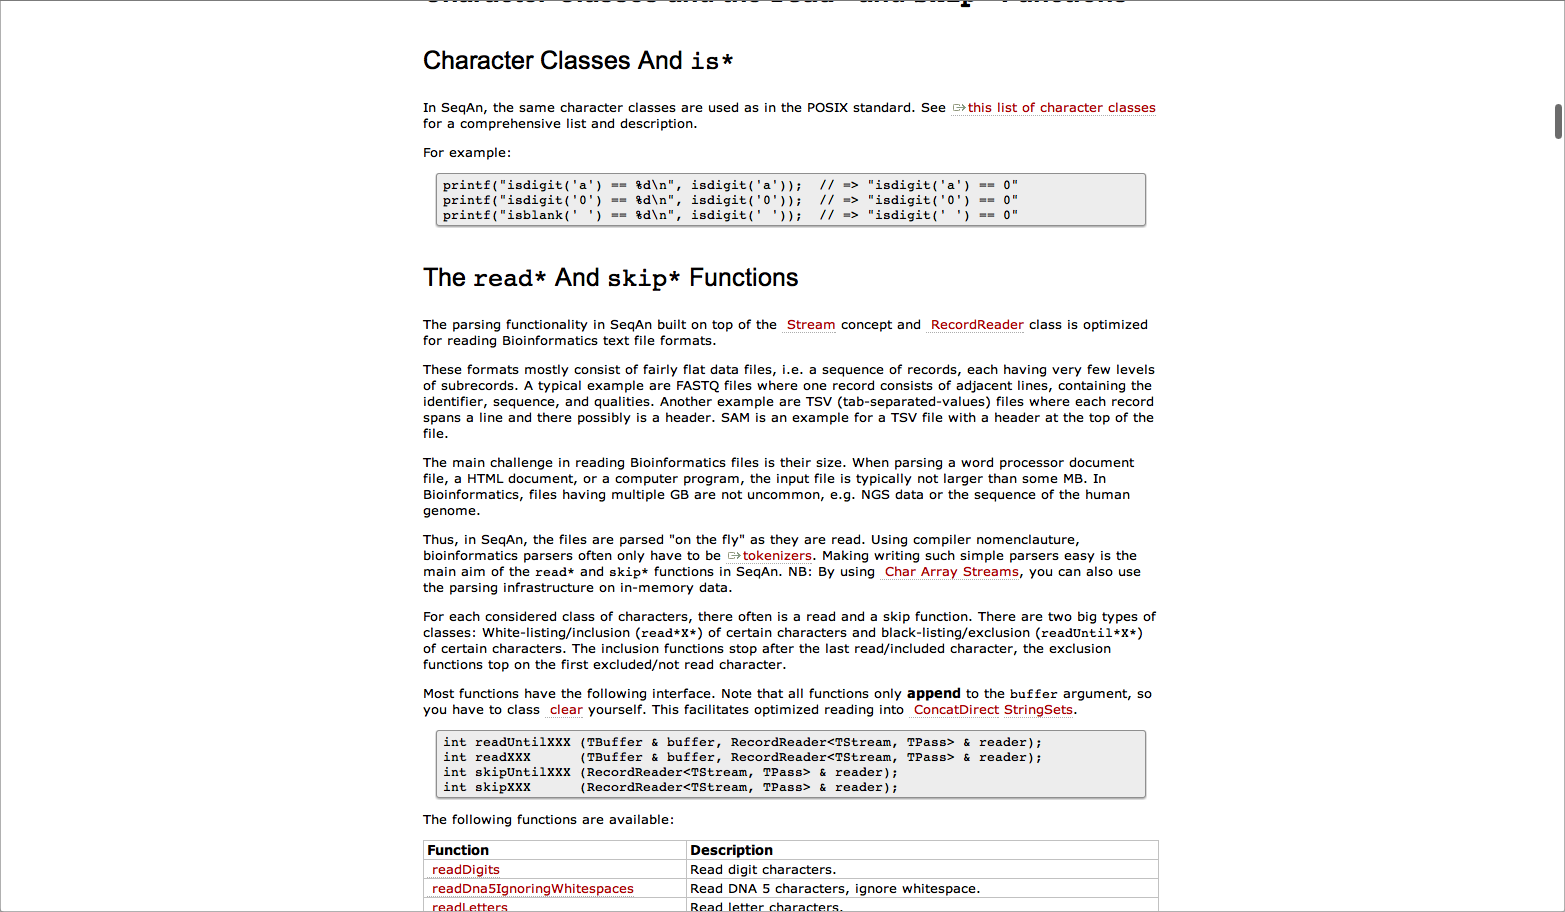 Character Classes and the read* and skip* Functions
Character Classes And is*
In SeqAn, the same character classes are used as in the POSIX standard. See this list of character classes
for a comprehensive list and description.
For example:
printf("isdigit('a') == %d\n", isdigit('a'));  // => "isdigit('a') == 0"
printf("isdigit('0') == %d\n", isdigit('0'));  // => "isdigit('0') == 0"
printf("isblank(' ') == %d\n", isdigit(' '));  // => "isdigit(' ') == 0"
The read* And skip* Functions
The parsing functionality in SeqAn built on top of the Stream concept and RecordReader class is optimized
for reading Bioinformatics text file formats.
These formats mostly consist of fairly flat data files, i.e. a sequence of records, each having very few levels
of subrecords. A typical example are FASTQ files where one record consists of adjacent lines, containing the
identifier, sequence, and qualities. Another example are TSV (tab-separated-values) files where each record
spans a line and there possibly is a header. SAM is an example for a TSV file with a header at the top of the
file.
The main challenge in reading Bioinformatics files is their size. When parsing a word processor document
file, a HTML document, or a computer program, the input file is typically not larger than some MB. In
Bioinformatics, files having multiple GB are not uncommon, e.g. NGS data or the sequence of the human
genome.
Thus, in SeqAn, the files are parsed "on the fly" as they are read. Using compiler nomenclauture,
bioinformatics parsers often only have to be tokenizers. Making writing such simple parsers easy is the
main aim of the read* and skip* functions in SeqAn. NB: By using Char Array Streams, you can also use
the parsing infrastructure on in-memory data.
For each considered class of characters, there often is a read and a skip function. There are two big types of
classes: White-listing/inclusion (read*X*) of certain characters and black-listing/exclusion (readUntil*X*)
of certain characters. The inclusion functions stop after the last read/included character, the exclusion
functions top on the first excluded/not read character.
Most functions have the following interface. Note that all functions only append to the buffer argument, so
you have to class clear yourself. This facilitates optimized reading into ConcatDirect StringSets.
int readUntilXXX (TBuffer & buffer, RecordReader<TStream, TPass> & reader);
int readXXX      (TBuffer & buffer, RecordReader<TStream, TPass> & reader);
int skipUntilXXX (RecordReader<TStream, TPass> & reader);
int skipXXX      (RecordReader<TStream, TPass> & reader);
The following functions are available:
Function Description
readDigits Read digit characters.
readDna5IgnoringWhitespaces Read DNA 5 characters, ignore whitespace.
readLetters Read letter characters.